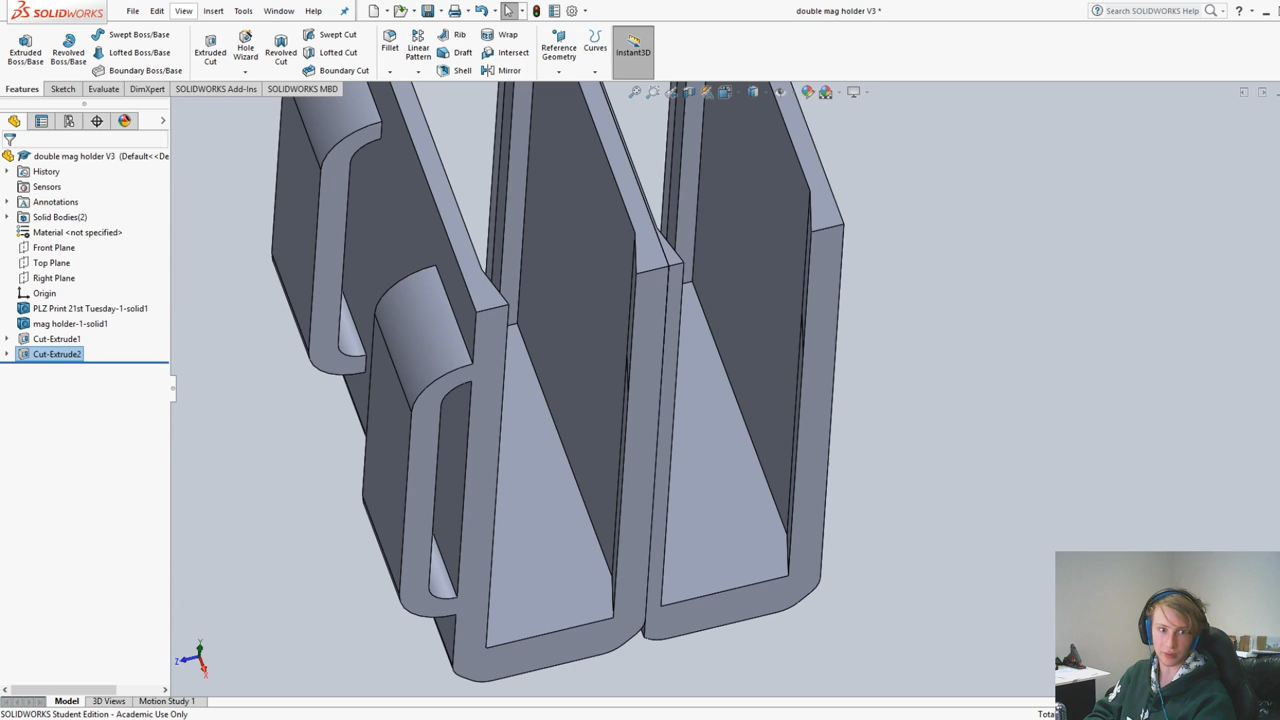 SOLIDWORKS
File
Edit
View
Insert
Tools
Window
Help
double mag holder V3 *
Search SOLIDWORKS Help
?
Extruded Boss/Base
Revolved Boss/Base
Swept Boss/Base
Lofted Boss/Base
Boundary Boss/Base
Extruded Cut
Hole Wizard
Revolved Cut
Swept Cut
Lofted Cut
Boundary Cut
Fillet
Linear Pattern
Rib
Draft
Shell
Wrap
Intersect
Mirror
Reference Geometry
Curves
Instant3D
Features
Sketch
Evaluate
DimXpert
SOLIDWORKS Add-Ins
SOLIDWORKS MBD
double mag holder V3 (Default<<De
History
Sensors
Annotations
Solid Bodies(2)
Material <not specified>
Front Plane
Top Plane
Right Plane
Origin
PLZ Print 21st Tuesday-1-solid1
mag holder-1-solid1
Cut-Extrude1
Cut-Extrude2
Y
Z
X
Model
3D Views
Motion Study 1
SOLIDWORKS Student Edition - Academic Use Only
Tota